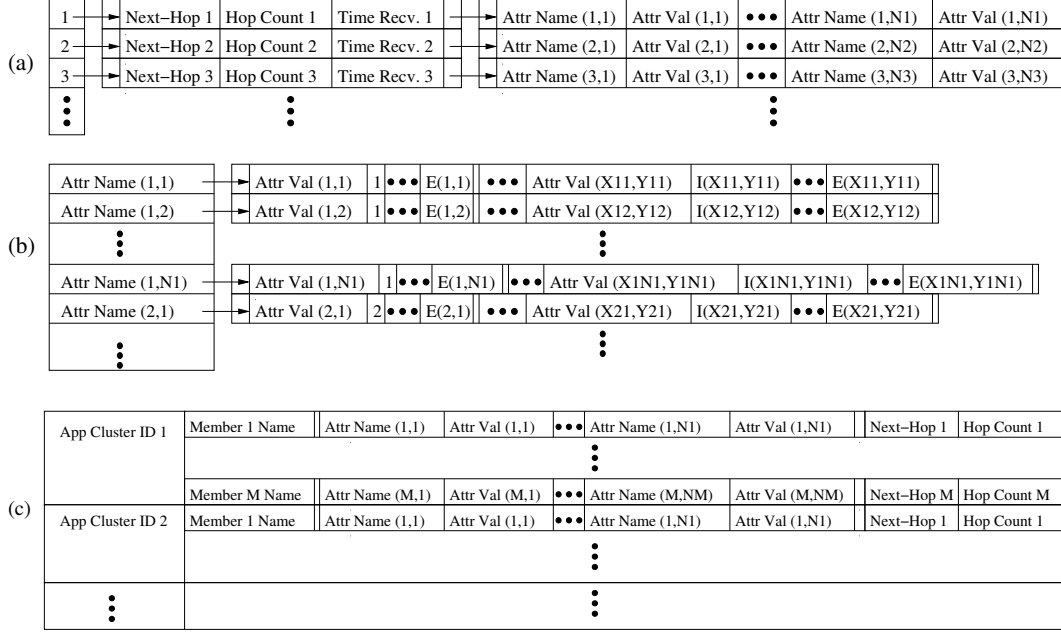 1 Next−Hop 1 Hop Count 1 Time Recv. 1 Attr Name (1,1) Attr Val (1,1) ●●● Attr Name (1,N1) Attr Val (1,N1)
(a) 2 Next−Hop 2 Hop Count 2 Time Recv. 2 Attr Name (2,1) Attr Val (2,1) ●●● Attr Name (2,N2) Attr Val (2,N2)
3 Next−Hop 3 Hop Count 3 Time Recv. 3 Attr Name (3,1) Attr Val (3,1) ●●● Attr Name (3,N3) Attr Val (3,N3)
Attr Name (1,1) Attr Val (1,1) 1 ●●● E(1,1) ●●● Attr Val (X11,Y11) I(X11,Y11) ●●● E(X11,Y11)
Attr Name (1,2) Attr Val (1,2) 1 ●●● E(1,2) ●●● Attr Val (X12,Y12) I(X12,Y12) ●●● E(X12,Y12)
(b)
Attr Name (1,N1) Attr Val (1,N1) 1 ●●● E(1,N1) ●●● Attr Val (X1N1,Y1N1) I(X1N1,Y1N1) ●●● E(X1N1,Y1N1)
Attr Name (2,1) Attr Val (2,1) 2 ●●● E(2,1) ●●● Attr Val (X21,Y21) I(X21,Y21) ●●● E(X21,Y21)
App Cluster ID 1 Member 1 Name Attr Name (1,1) Attr Val (1,1) ●●● Attr Name (1,N1) Attr Val (1,N1) Next−Hop 1 Hop Count 1
Member M Name Attr Name (M,1) Attr Val (M,1) ●●● Attr Name (M,NM) Attr Val (M,NM) Next−Hop M Hop Count M
(c)
App Cluster ID 2 Member 1 Name Attr Name (1,1) Attr Val (1,1) ●●● Attr Name (1,N1) Attr Val (1,N1) Next−Hop 1 Hop Count 1